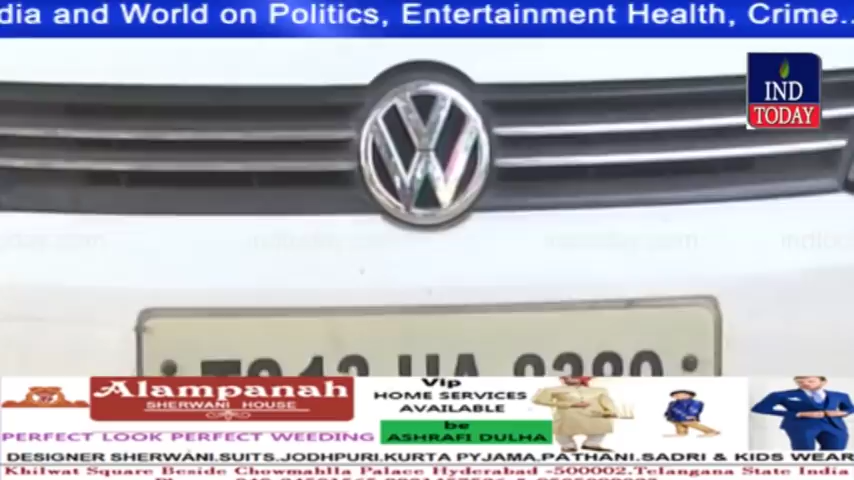 dia and World on Politics, Entertainment Health, Crime..
IND
TODAY
Alampanah
SHERWANI HOUSE
PERFECT LOOK PERFECT WEEDING
Vip
HOME SERVICES
AVAILABLE
be
ASHRAFI DULHA
DESIGNER SHERWANI.SUITS.JODHPURI.KURTA PYJAMA.PATHANI.SADRI & KIDS WEAR
Khilwat Square Beside Chowmahlla Palace Hyderabad -500002.Telangana State India